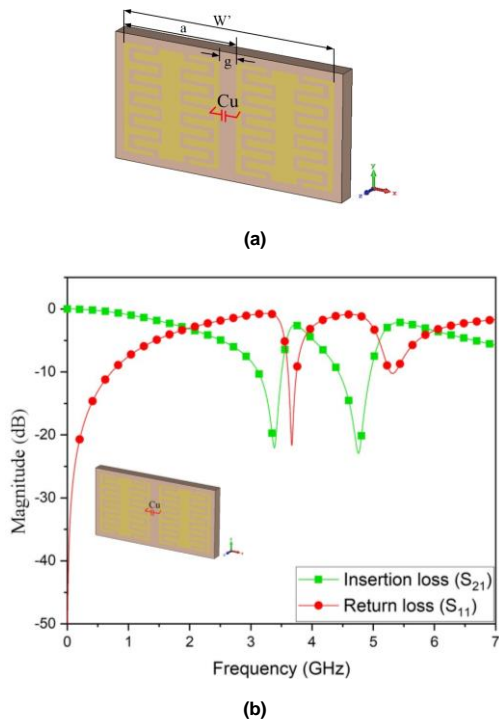 W'
a
g
Cu
y
x
z
(a)
0
-10
-20
-30
-40
-50
Magnitude (dB)
Cu
Insertion loss (S21)
Return loss (S11)
0 1 2 3 4 5 6 7
Frequency (GHz)
(b)